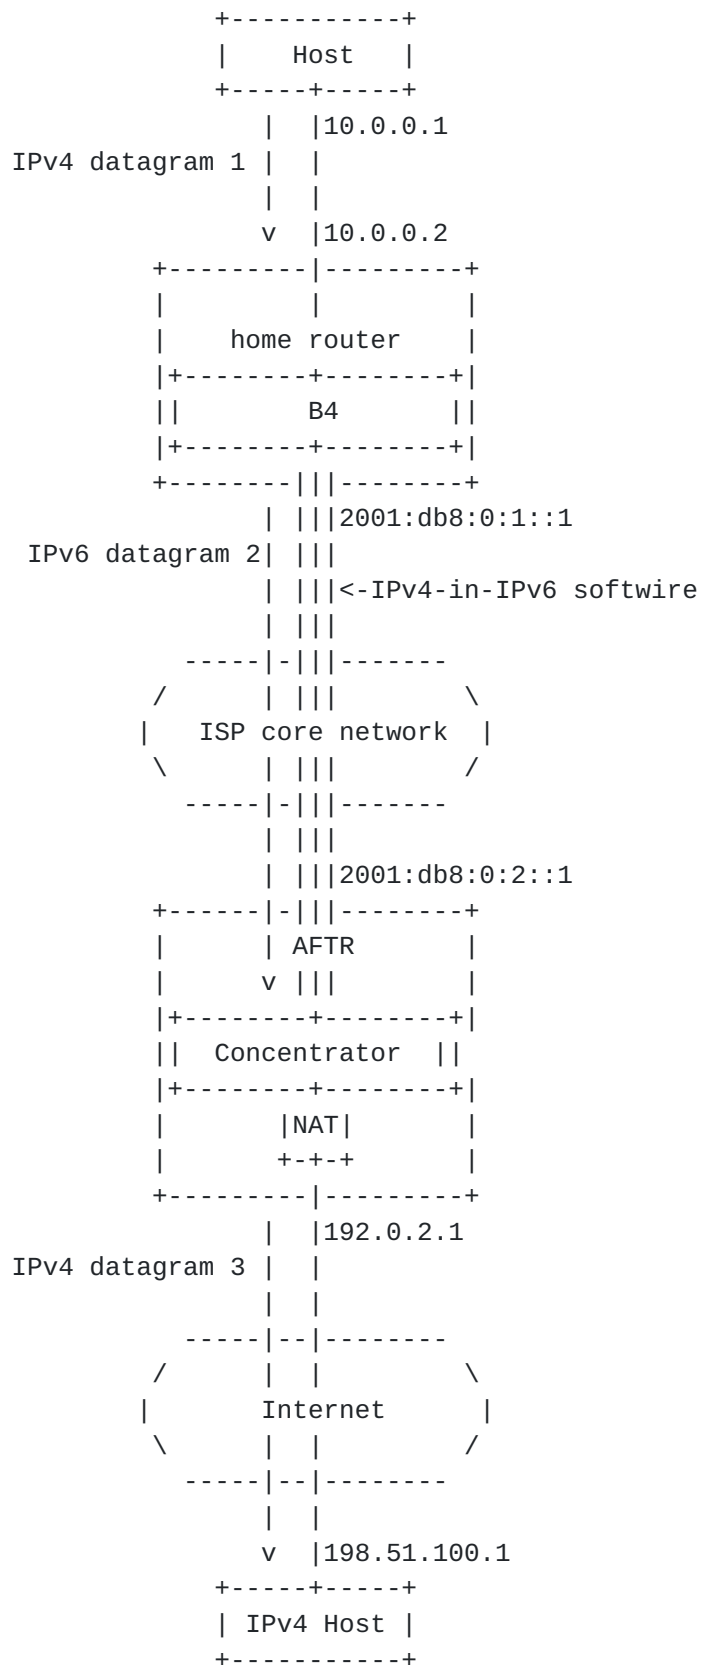 Host
10.0.0.1
IPv4 datagram 1
10.0.0.2
home router
B4
2001:db8:0:1::1
IPv6 datagram 2
<-IPv4-in-IPv6 softwire
ISP core network
2001:db8:0:2::1
AFTR
Concentrator
NAT
192.0.2.1
IPv4 datagram 3
Internet
198.51.100.1
IPv4 Host